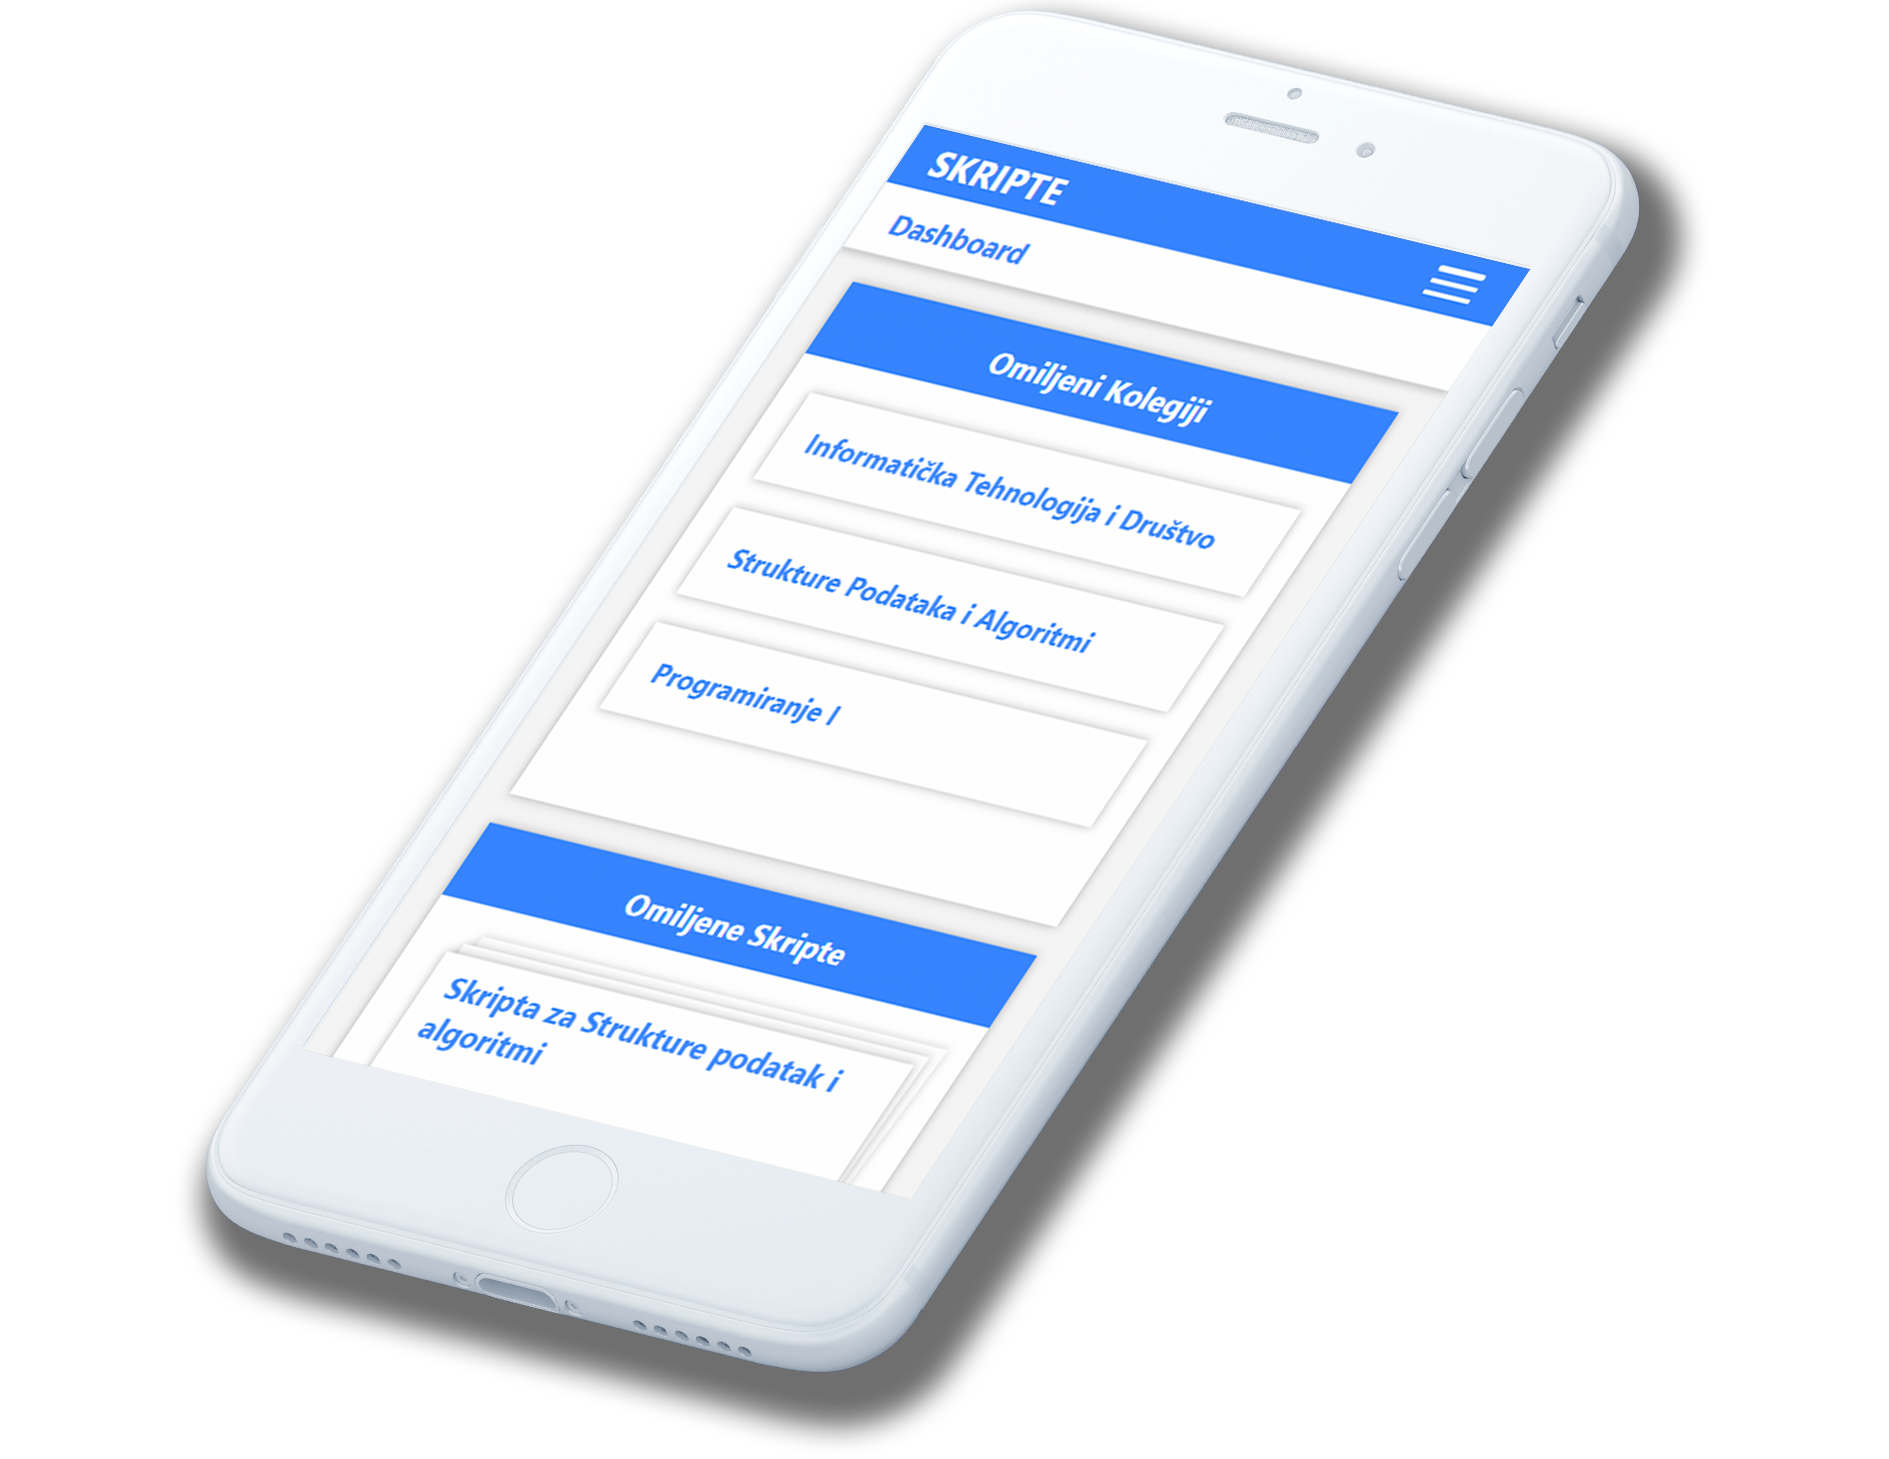 SKRIPTE
Dashboard
Omiljeni Kolegiji
Informatička Tehnologija i Društvo
Strukture Podataka i Algoritmi
Programiranje I
Omiljene Skripte
Skripta za Strukture podatak i
algoritmi